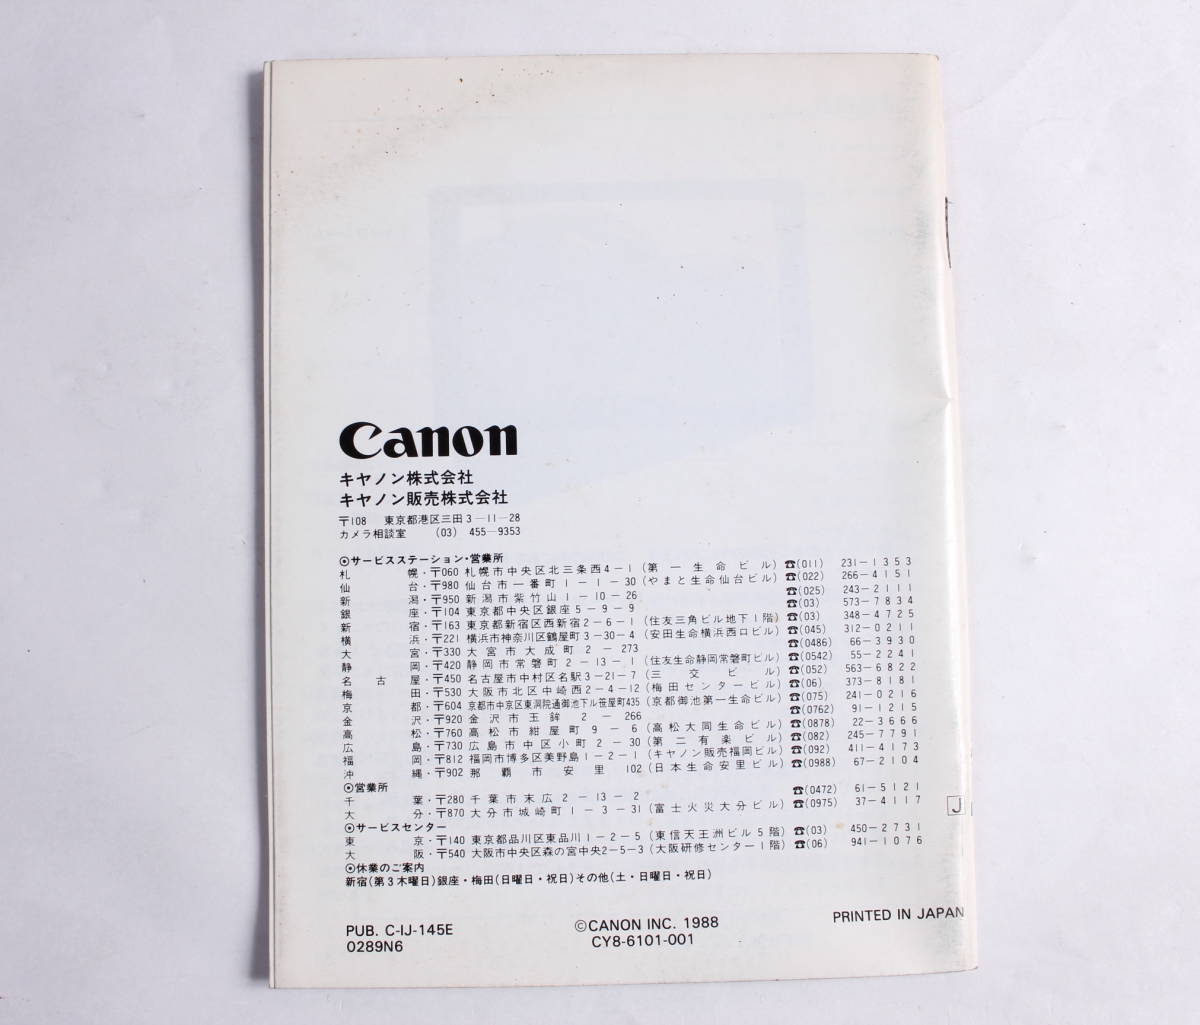 Canon
キヤノン株式会社
キヤノン販売株式会社
〒108 東京都港区三田3-11-28
カメラ相談室 (03) 455-9353
⦿サービスステーション・営業所
札幌・〒060 札幌市中央区北三条西4-1(第一生命ビル) ☎(011) 231-1353
仙台・〒980 仙台市一番町1-1-30(やまと生命仙台ビル) ☎(022) 266-4151
新潟・〒950 新潟市紫竹山1-10-26 ☎(025) 243-2111
銀座・〒104 東京都中央区銀座5-9-9 ☎(03) 573-7834
新宿・〒163 東京都新宿区西新宿2-6-1(住友三角ビル地下1階) ☎(03) 348-4725
横浜・〒221 横浜市神奈川区鶴屋町3-30-4(安田生命横浜西口ビル) ☎(045) 312-0211
大宮・〒330 大宮市大成町2-273 ☎(0486) 66-3930
静岡・〒420 静岡市常磐町2-13-1(住友生命静岡常磐町ビル) ☎(0542) 55-2241
名古屋・〒450 名古屋市中村区名駅3-21-7(三交ビル) ☎(052) 563-6822
梅田・〒530 大阪市北区中崎西2-4-12(梅田センタービル) ☎(06) 373-8181
京都・〒604 京都市中京区東洞院通御池下ル笹屋町435(京都御池第一生命ビル) ☎(075) 241-0216
金沢・〒920 金沢市玉鉾2-266 ☎(0762) 91-1215
高松・〒760 高松市紺屋町9-6(高松大同生命ビル) ☎(0878) 22-3666
広島・〒730 広島市中区小町2-30(第二有楽ビル) ☎(082) 245-7791
福岡・〒812 福岡市博多区美野島1-2-1(キヤノン販売福岡ビル) ☎(092) 411-4173
沖縄・〒902 那覇市安里102(日本生命安里ビル) ☎(0988) 67-2104
⦿営業所
千葉・〒280 千葉市末広2-13-2 ☎(0472) 61-5121
大分・〒870 大分市城崎町1-3-31(富士火災大分ビル) ☎(0975) 37-4117
⦿サービスセンター
東京・〒140 東京都品川区東品川1-2-5(東信天王洲ビル5階) ☎(03) 450-2731
大阪・〒540 大阪市中央区森の宮中央2-5-3(大阪研修センター1階) ☎(06) 941-1076
⦿休業のご案内
新宿(第3木曜日)銀座・梅田(日曜日・祝日)その他(土・日曜日・祝日)
J
PUB. C-IJ-145E
0289N6
©CANON INC. 1988
CY8-6101-001
PRINTED IN JAPAN